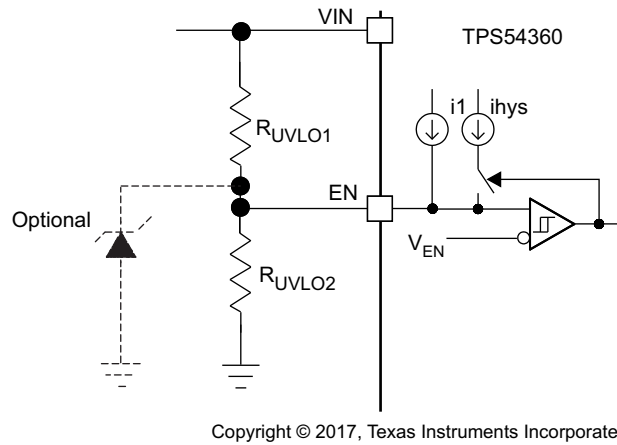 VIN
TPS54360
i1 ihys
R_UVLO1
EN
Optional
V_EN
R_UVLO2
Copyright © 2017, Texas Instruments Incorporate